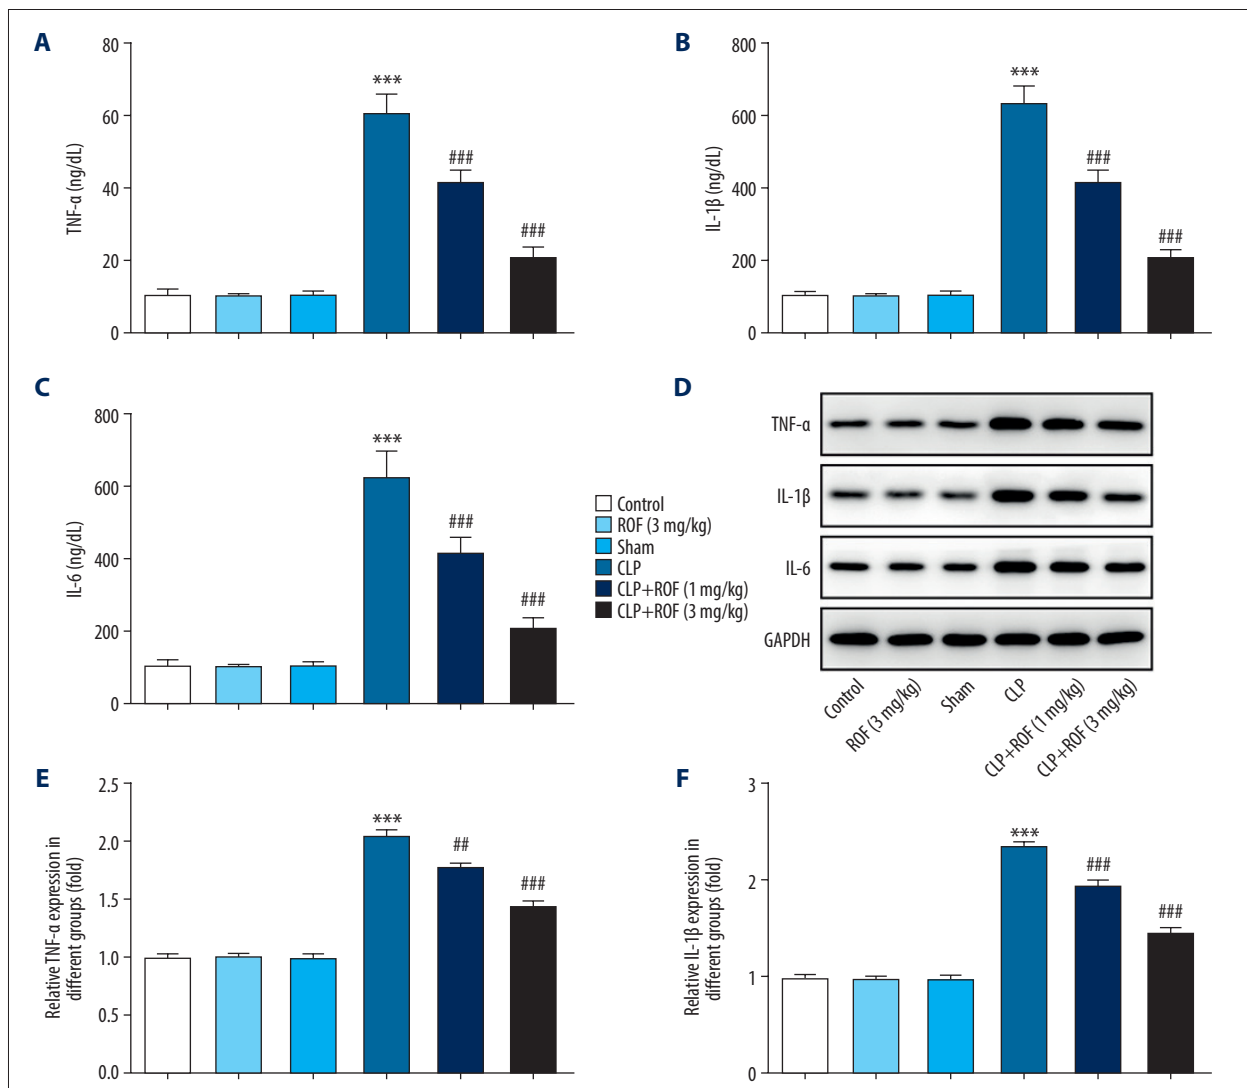 A
TNF-α (ng/dL)
80
60
40
20
0
***
###
###
B
IL-1β (ng/dL)
800
600
400
200
0
***
###
###
C
IL-6 (ng/dL)
800
600
400
200
0
***
###
###
Control
ROF (3 mg/kg)
Sham
CLP
CLP+ROF (1 mg/kg)
CLP+ROF (3 mg/kg)
D
TNF-α
IL-1β
IL-6
GAPDH
Control
ROF (3 mg/kg)
Sham
CLP
CLP+ROF (1 mg/kg)
CLP+ROF (3 mg/kg)
E
Relative TNF-α expression in
different groups (fold)
2.5
2.0
1.5
1.0
0.5
0.0
***
##
###
F
Relative IL-1β expression in
different groups (fold)
3
2
1
0
***
###
###